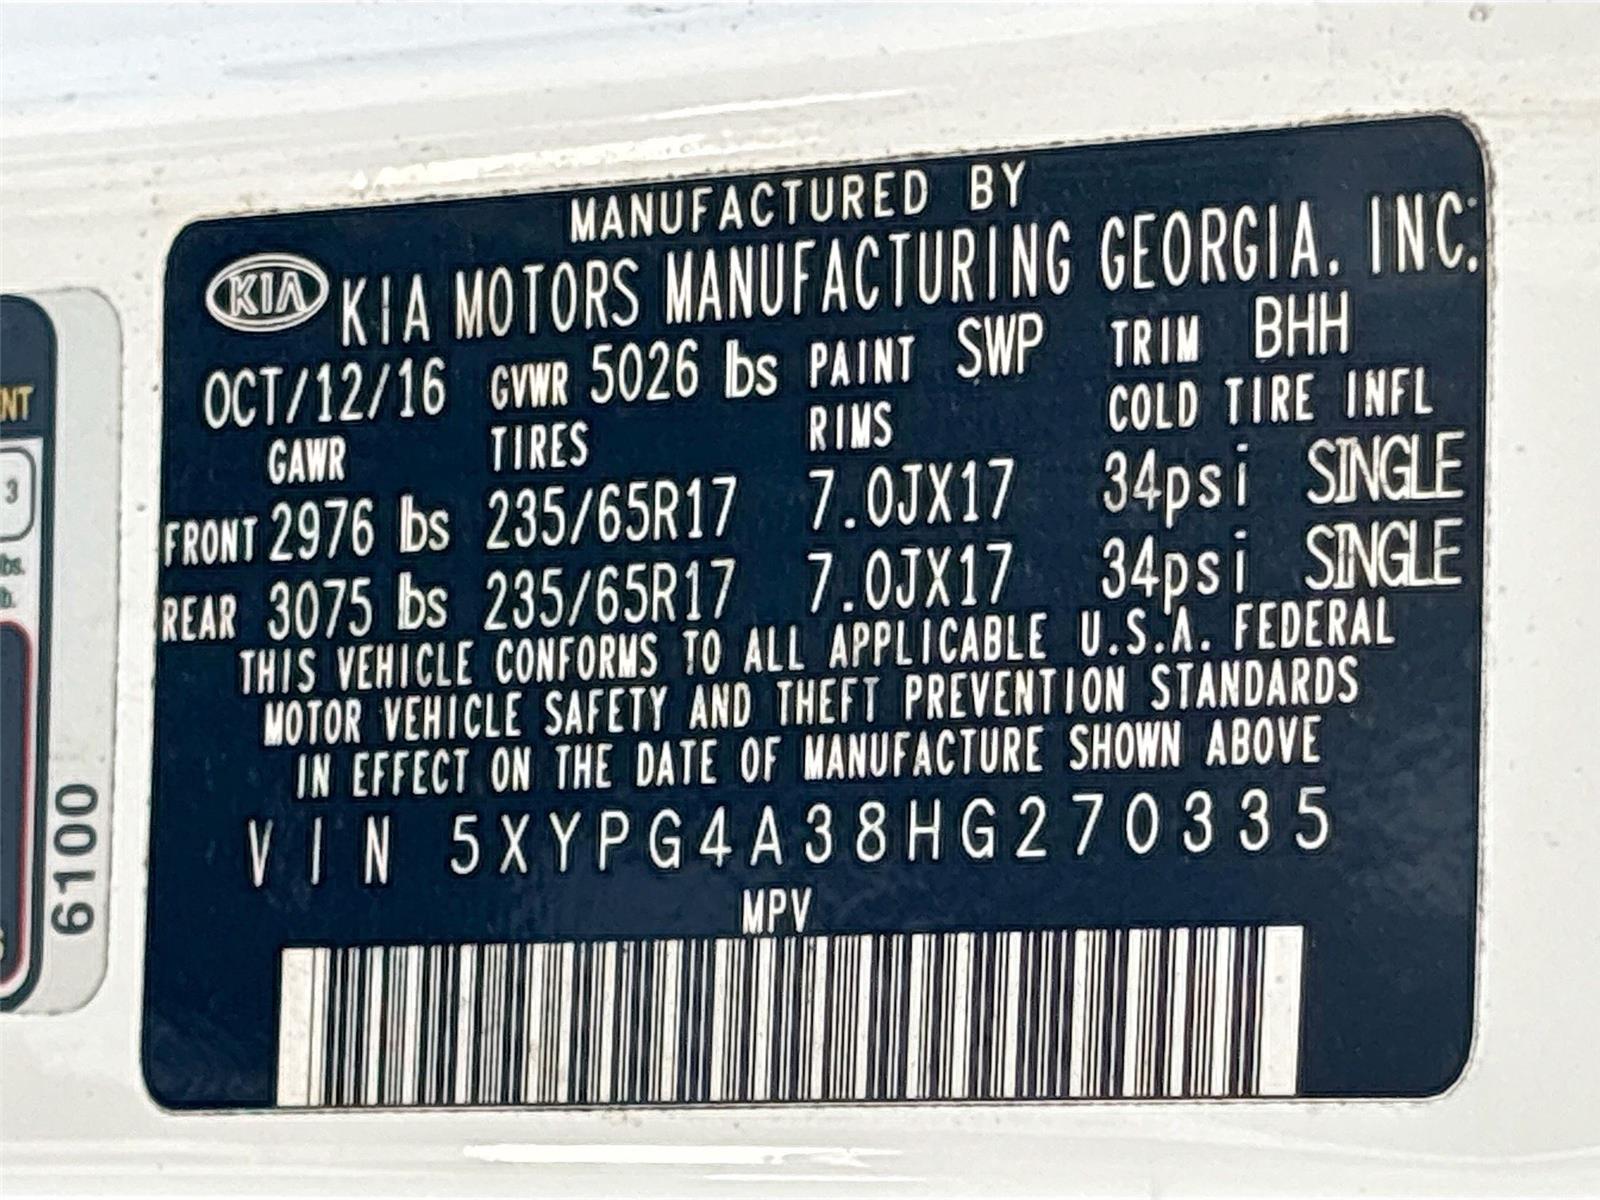 MANUFACTURED BY
KIA KIA MOTORS MANUFACTURING GEORGIA, INC.
OCT/12/16 GVWR 5026 lbs PAINT SWP TRIM BHH
GAWR TIRES RIMS COLD TIRE INFL
FRONT 2976 lbs 235/65R17 7.0JX17 34psi SINGLE
REAR 3075 lbs 235/65R17 7.0JX17 34psi SINGLE
THIS VEHICLE CONFORMS TO ALL APPLICABLE U.S.A. FEDERAL
MOTOR VEHICLE SAFETY AND THEFT PREVENTION STANDARDS
IN EFFECT ON THE DATE OF MANUFACTURE SHOWN ABOVE
VIN 5XYPG4A38HG270335
MPV
NT
3
lbs.
6100